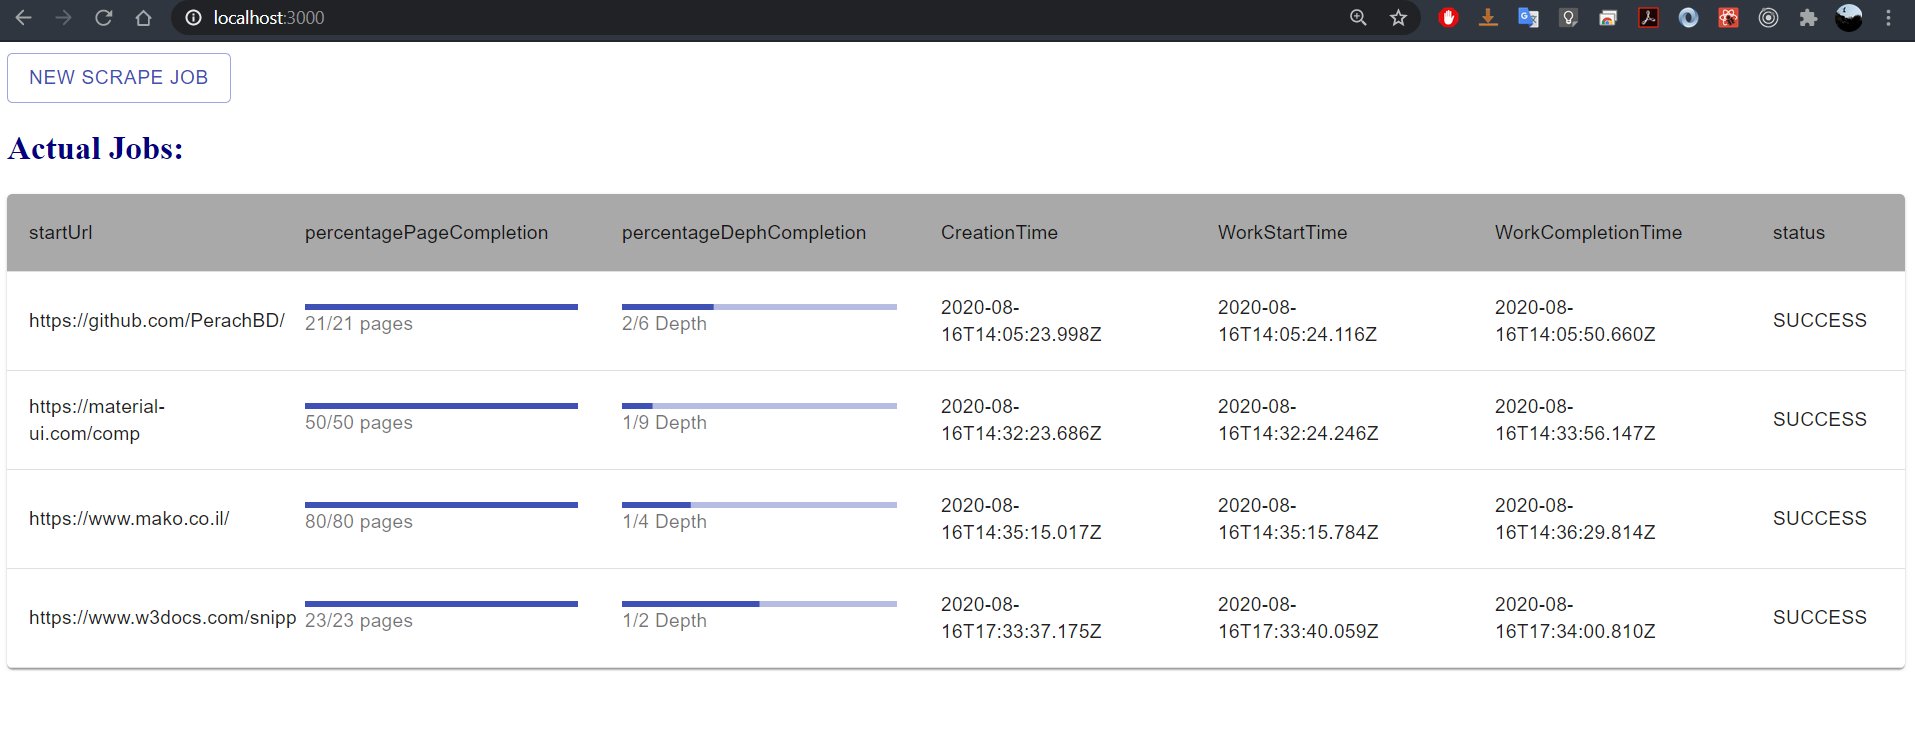 localhost:3000
NEW SCRAPE JOB
Actual Jobs:
startUrl percentagePageCompletion percentageDephCompletion CreationTime WorkStartTime WorkCompletionTime status
https://github.com/PerachBD/ 21/21 pages 2/6 Depth 2020-08- 2020-08- 2020-08- SUCCESS
16T14:05:23.998Z 16T14:05:24.116Z 16T14:05:50.660Z
https://material- 50/50 pages 1/9 Depth 2020-08- 2020-08- 2020-08- SUCCESS
ui.com/comp 16T14:32:23.686Z 16T14:32:24.246Z 16T14:33:56.147Z
https://www.mako.co.il/ 80/80 pages 1/4 Depth 2020-08- 2020-08- 2020-08- SUCCESS
16T14:35:15.017Z 16T14:35:15.784Z 16T14:36:29.814Z
https://www.w3docs.com/snipp 23/23 pages 1/2 Depth 2020-08- 2020-08- 2020-08- SUCCESS
16T17:33:37.175Z 16T17:33:40.059Z 16T17:34:00.810Z